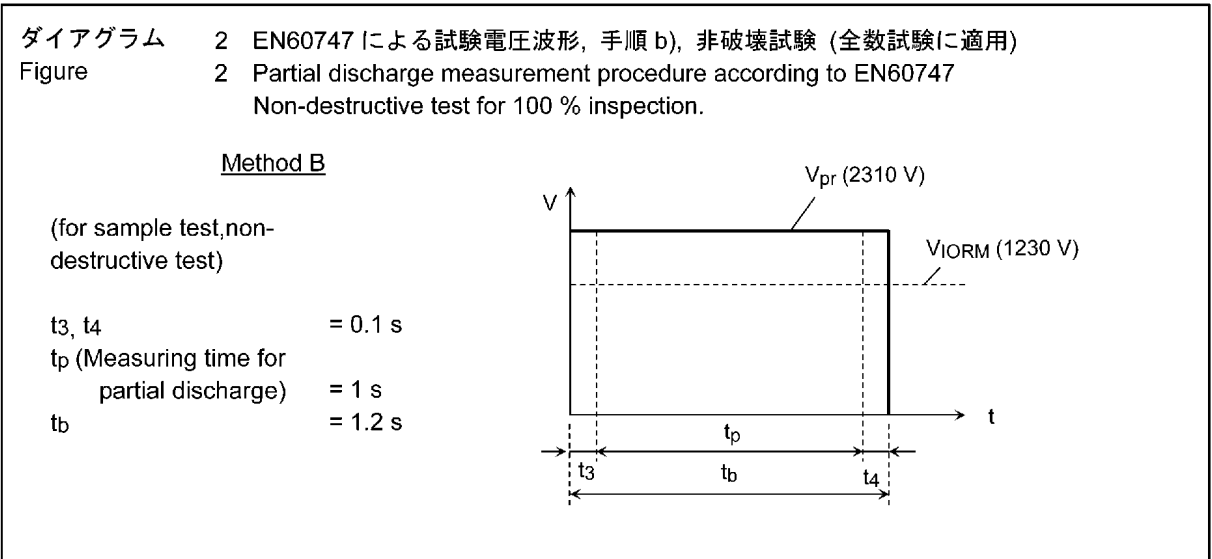 ダイアグラム 2 EN60747 による試験電圧波形, 手順 b), 非破壊試験 (全数試験に適用)
Figure 2 Partial discharge measurement procedure according to EN60747
Non-destructive test for 100 % inspection.
Method B
(for sample test,non-
destructive test)
t3, t4 = 0.1 s
tp (Measuring time for
partial discharge) = 1 s
tb = 1.2 s
Vpr (2310 V)
V
VIORM (1230 V)
t
tp
t3 tb t4